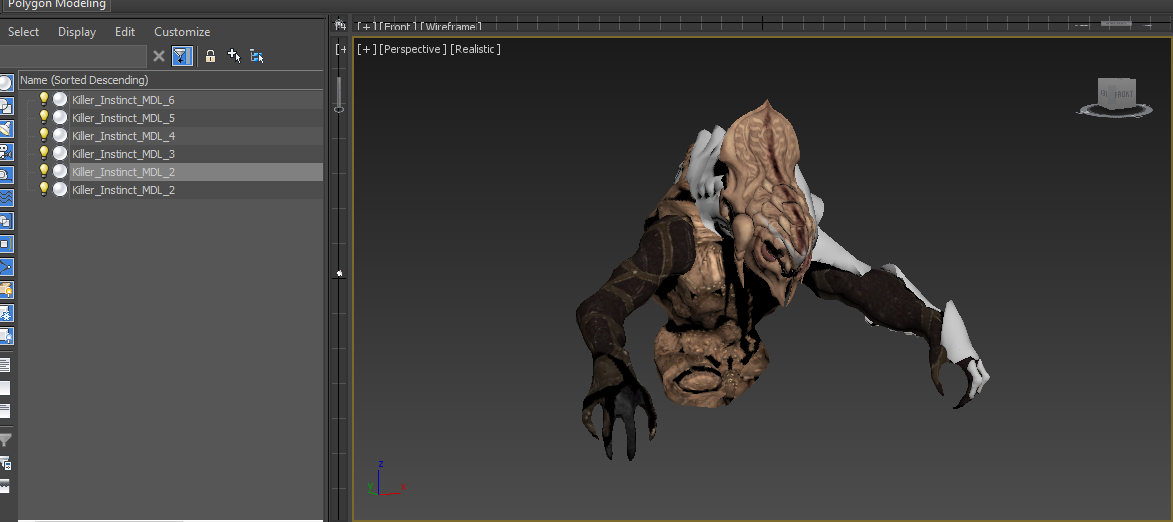 Polygon Modeling
Select Display Edit Customize
Name (Sorted Descending)
Killer_Instinct_MDL_6
Killer_Instinct_MDL_5
Killer_Instinct_MDL_4
Killer_Instinct_MDL_3
Killer_Instinct_MDL_2
Killer_Instinct_MDL_2
[+] [Front] [Wireframe]
[+
[+] [Perspective] [Realistic]
FRONT
z
y
x